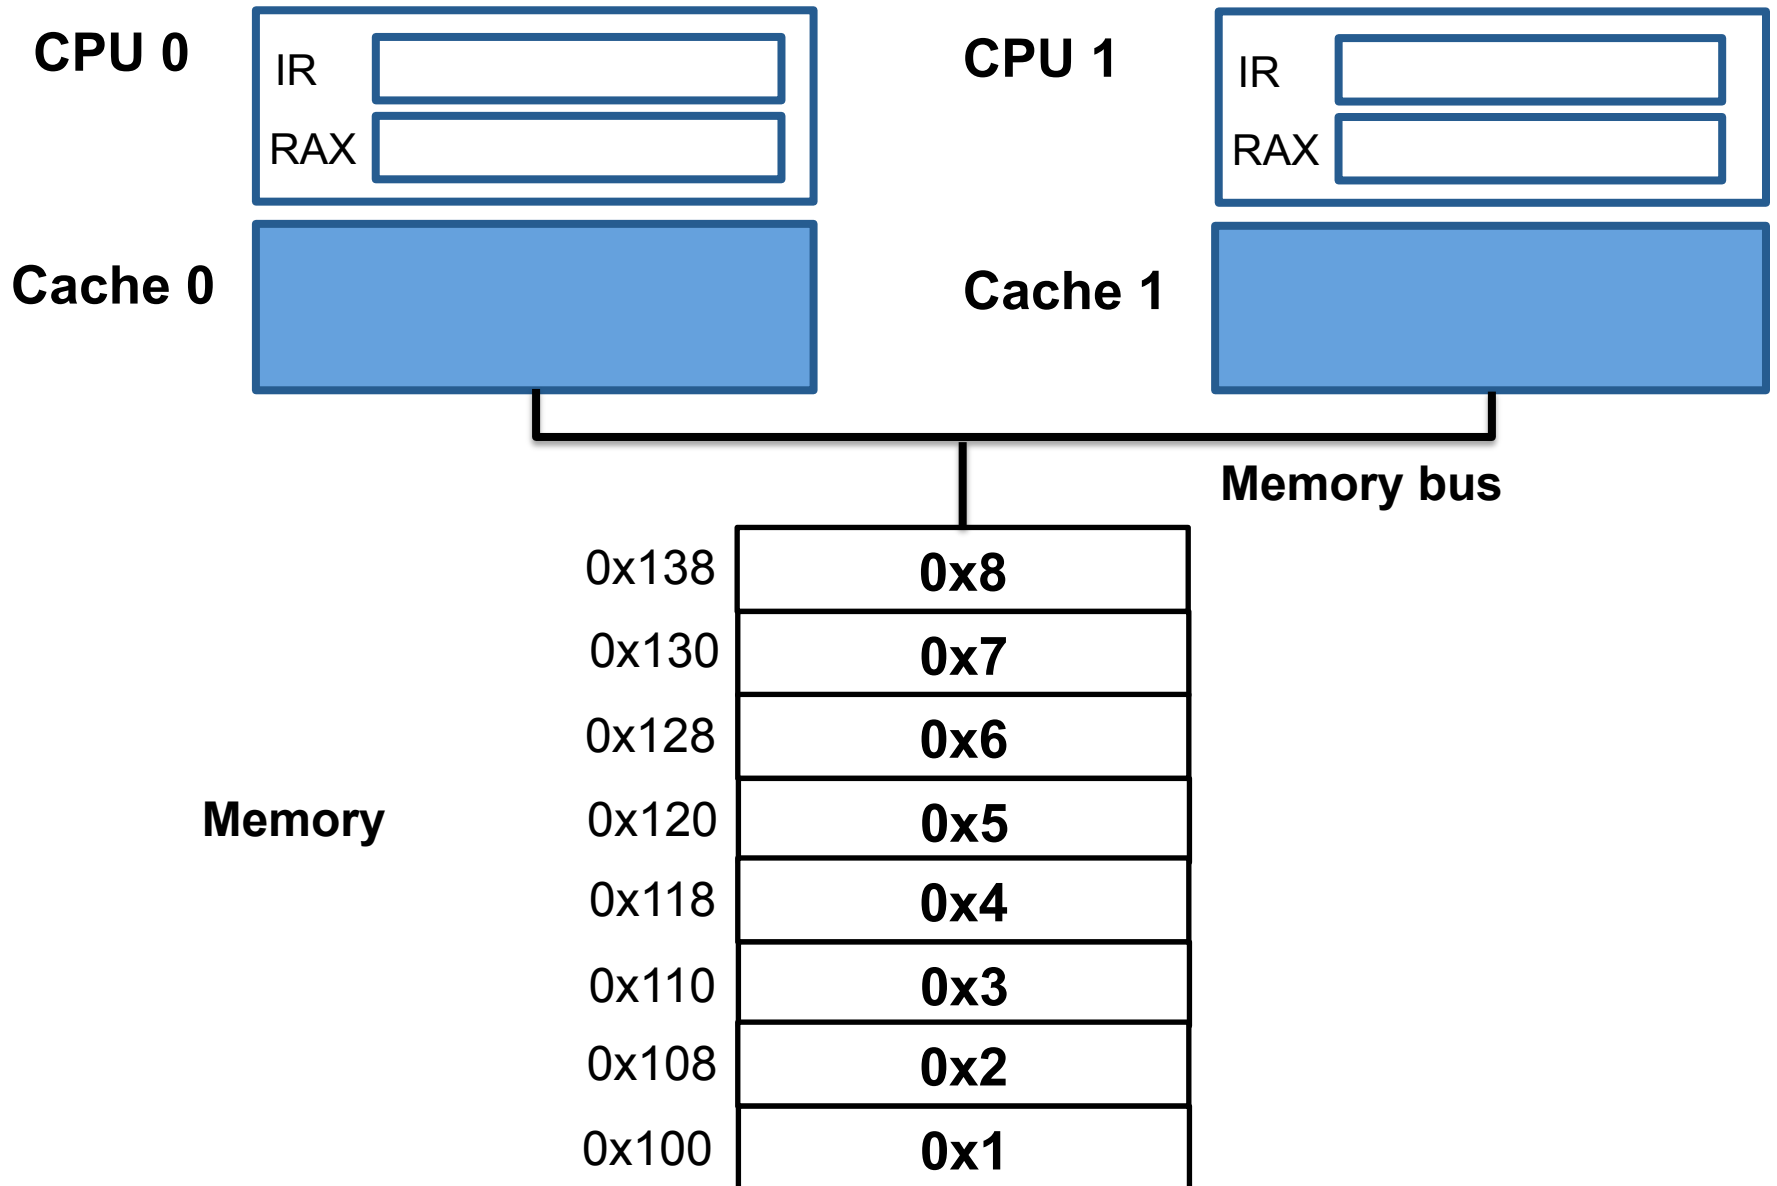 CPU 0
IR
RAX
CPU 1
IR
RAX
Cache 0
Cache 1
Memory bus
0x138 0x8
0x130 0x7
0x128 0x6
Memory
0x120 0x5
0x118 0x4
0x110 0x3
0x108 0x2
0x100 0x1